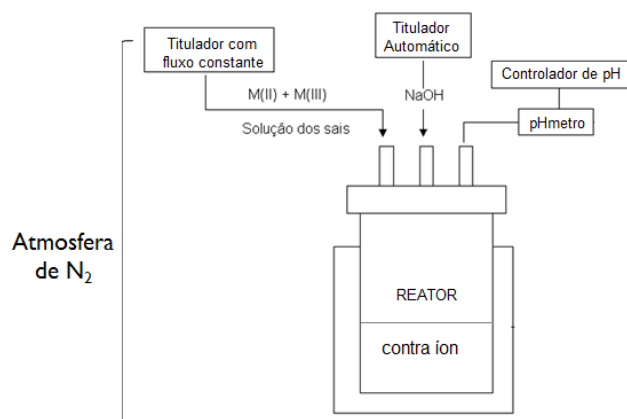 Titulador com
fluxo constante
Titulador
Automático
Controlador de pH
M(II) + M(III)
NaOH
pHmetro
Solução dos sais
Atmosfera
de N₂
REATOR
contra íon